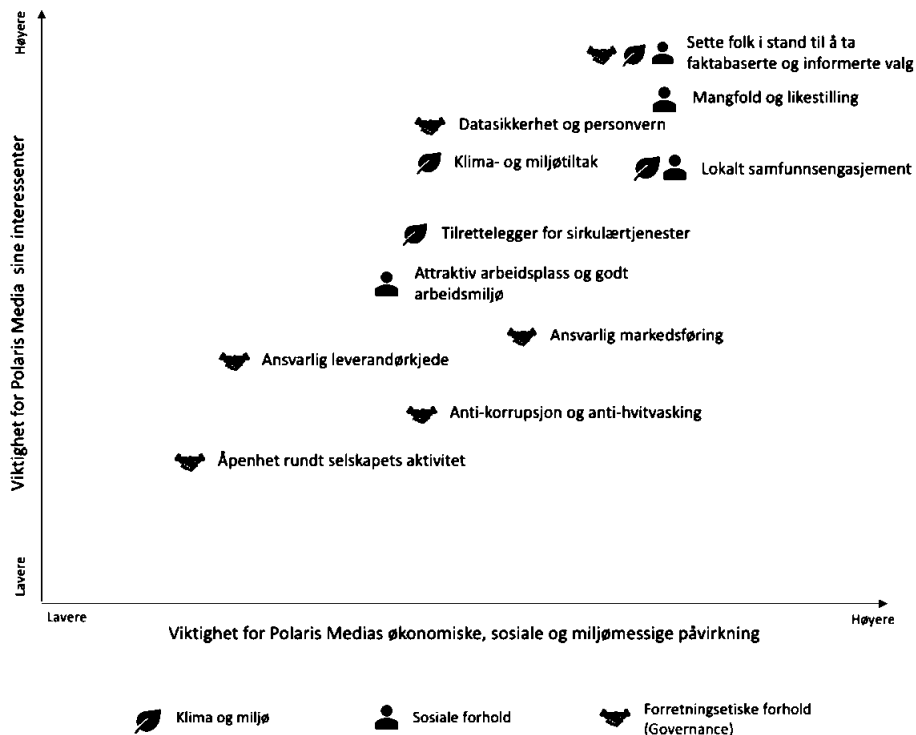 Høyere
Viktighet for Polaris Media sine interessenter
Lavere
Sette folk i stand til å ta
faktabaserte og informerte valg
Mangfold og likestilling
Datasikkerhet og personvern
Klima- og miljøtiltak
Lokalt samfunnsengasjement
Tilrettelegger for sirkulærtjenester
Attraktiv arbeidsplass og godt
arbeidsmiljø
Ansvarlig markedsføring
Ansvarlig leverandørkjede
Anti-korrupsjon og anti-hvitvasking
Åpenhet rundt selskapets aktivitet
Lavere
Høyere
Viktighet for Polaris Medias økonomiske, sosiale og miljømessige påvirkning
Klima og miljø
Sosiale forhold
Forretningsetiske forhold
(Governance)